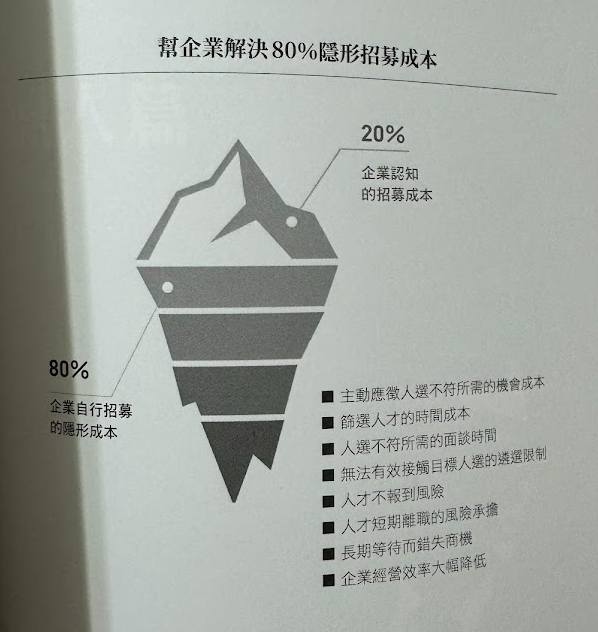 幫企業解決80%隱形招募成本
20%
企業認知
的招募成本
80%
企業自行招募
的隱形成本
■ 主動應徵人選不符所需的機會成本
■ 篩選人才的時間成本
■ 人選不符所需的面談時間
■ 無法有效接觸目標人選的遴選限制
■ 人才不報到風險
■ 人才短期離職的風險承擔
■ 長期等待而錯失商機
■ 企業經營效率大幅降低